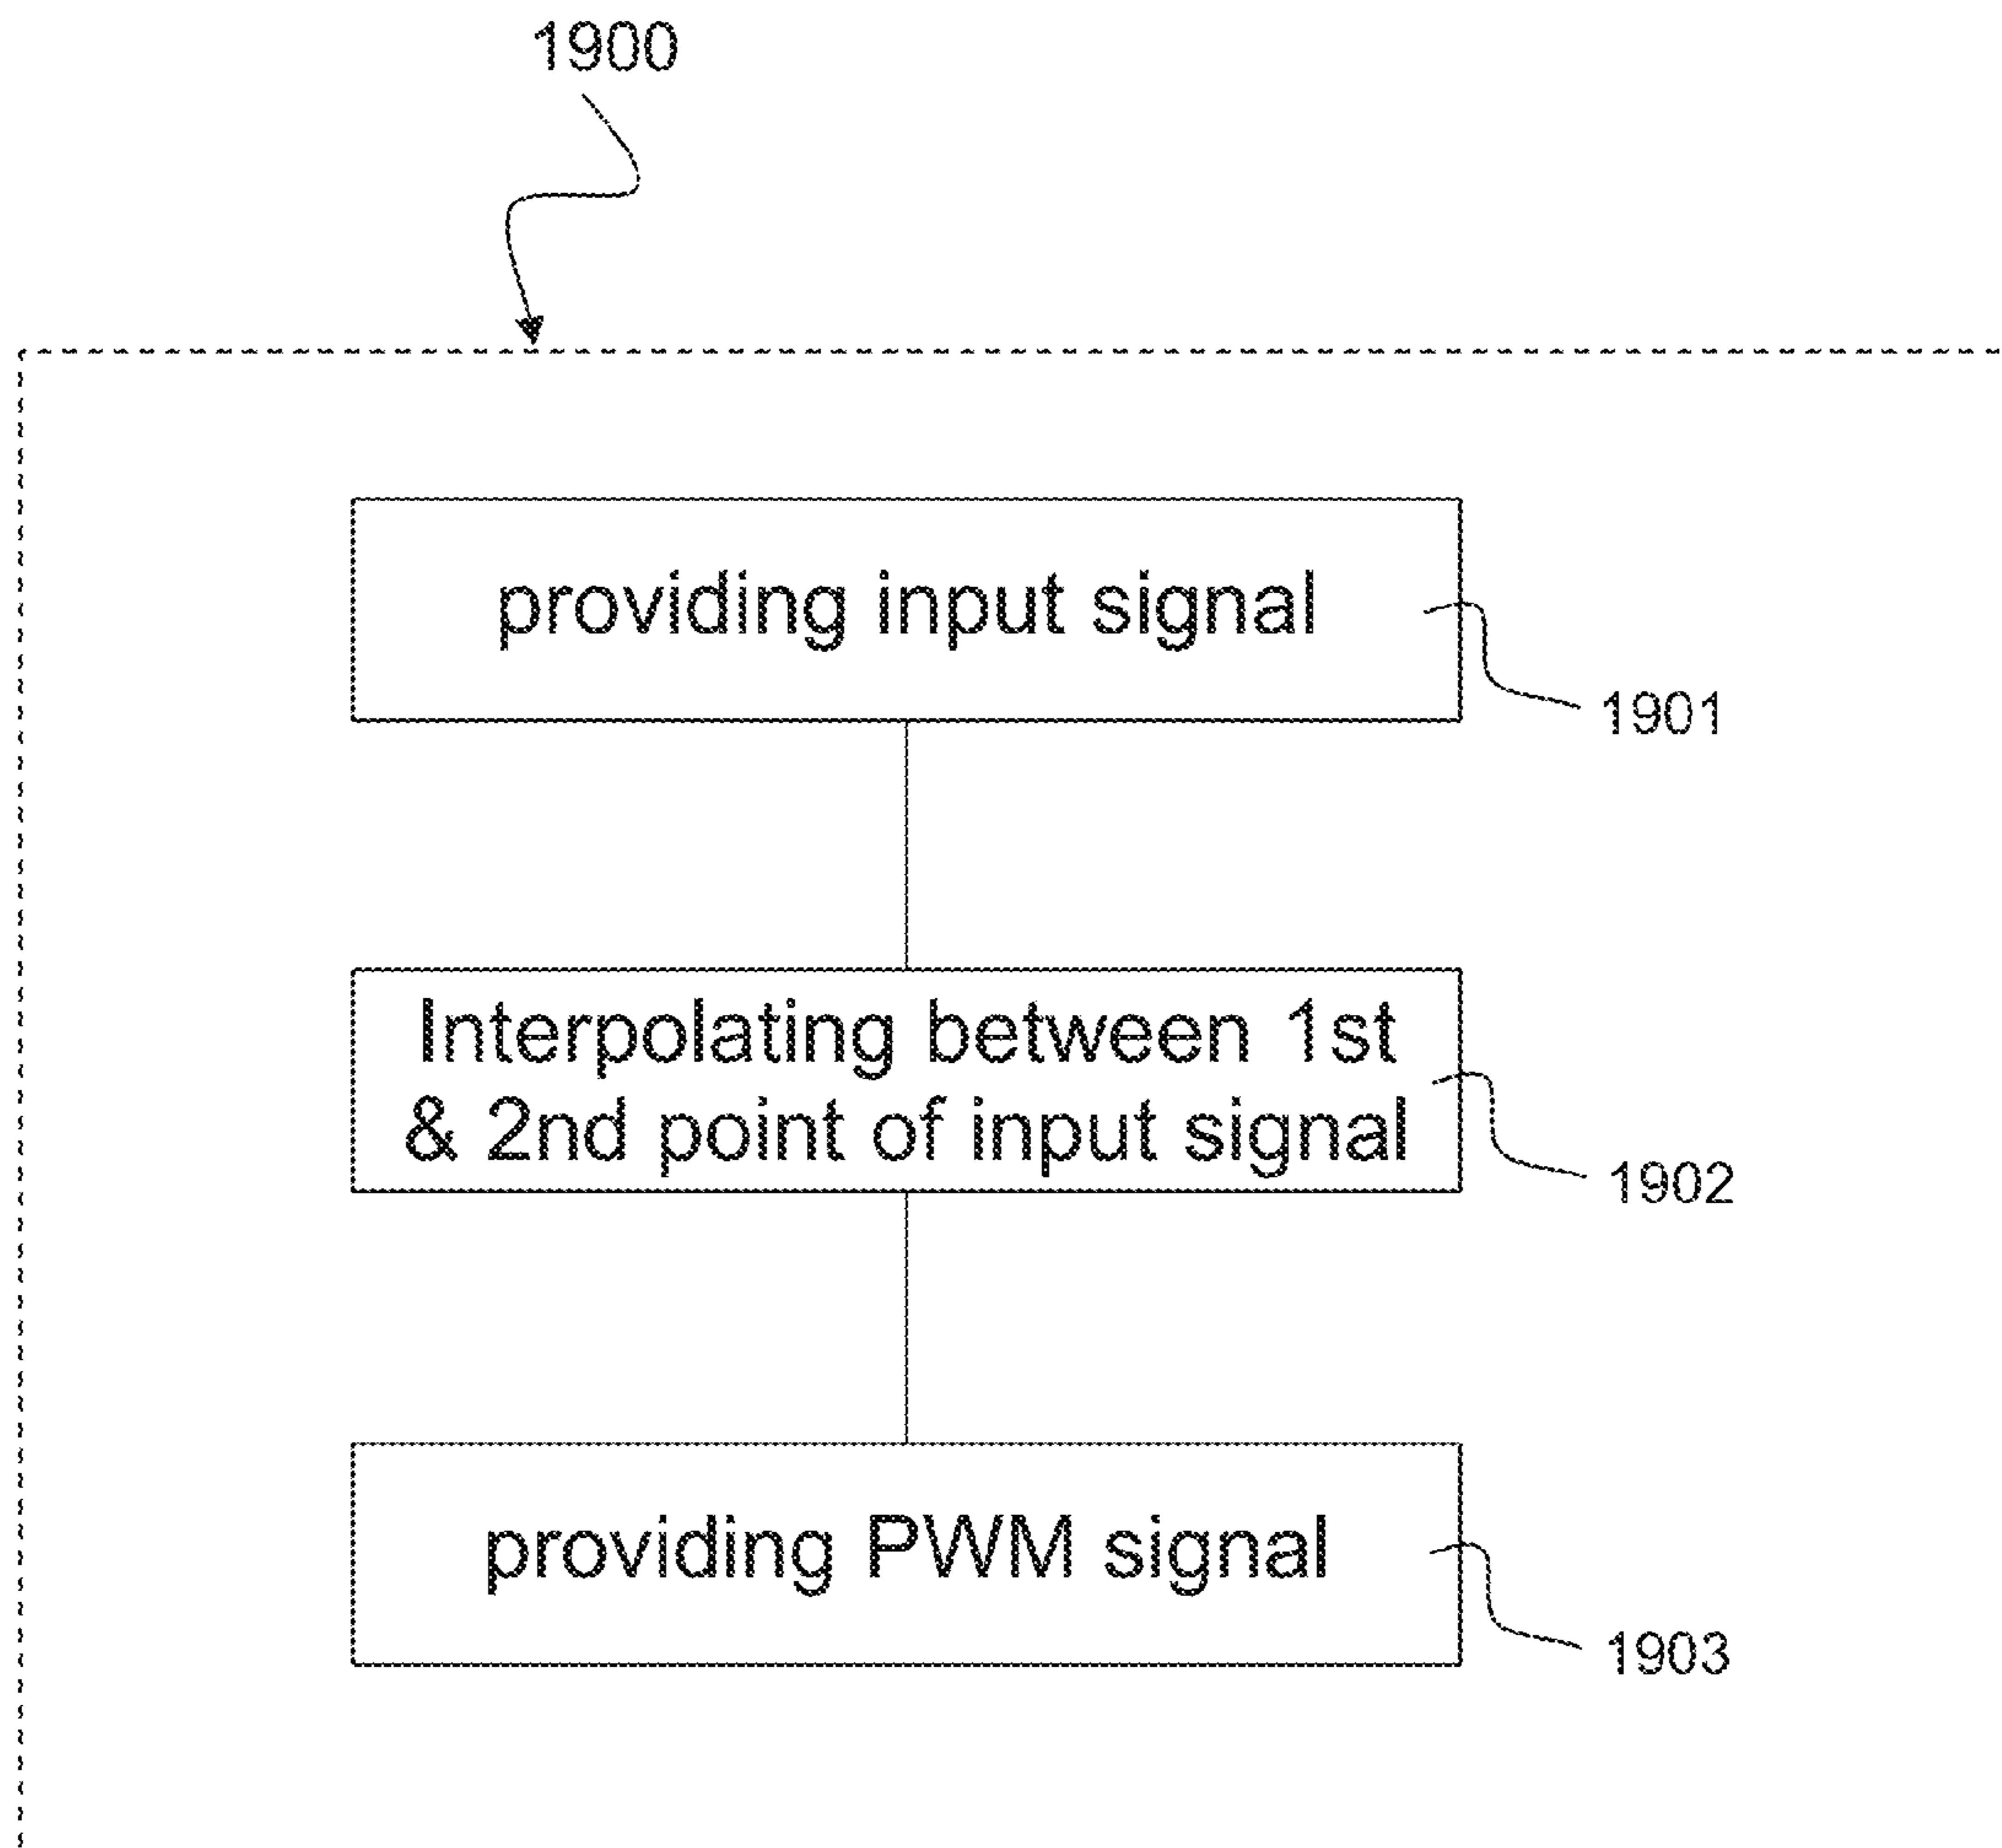 1900
providing input signal
1901
Interpolating between 1st
& 2nd point of input signal
1902
providing PWM signal
1903